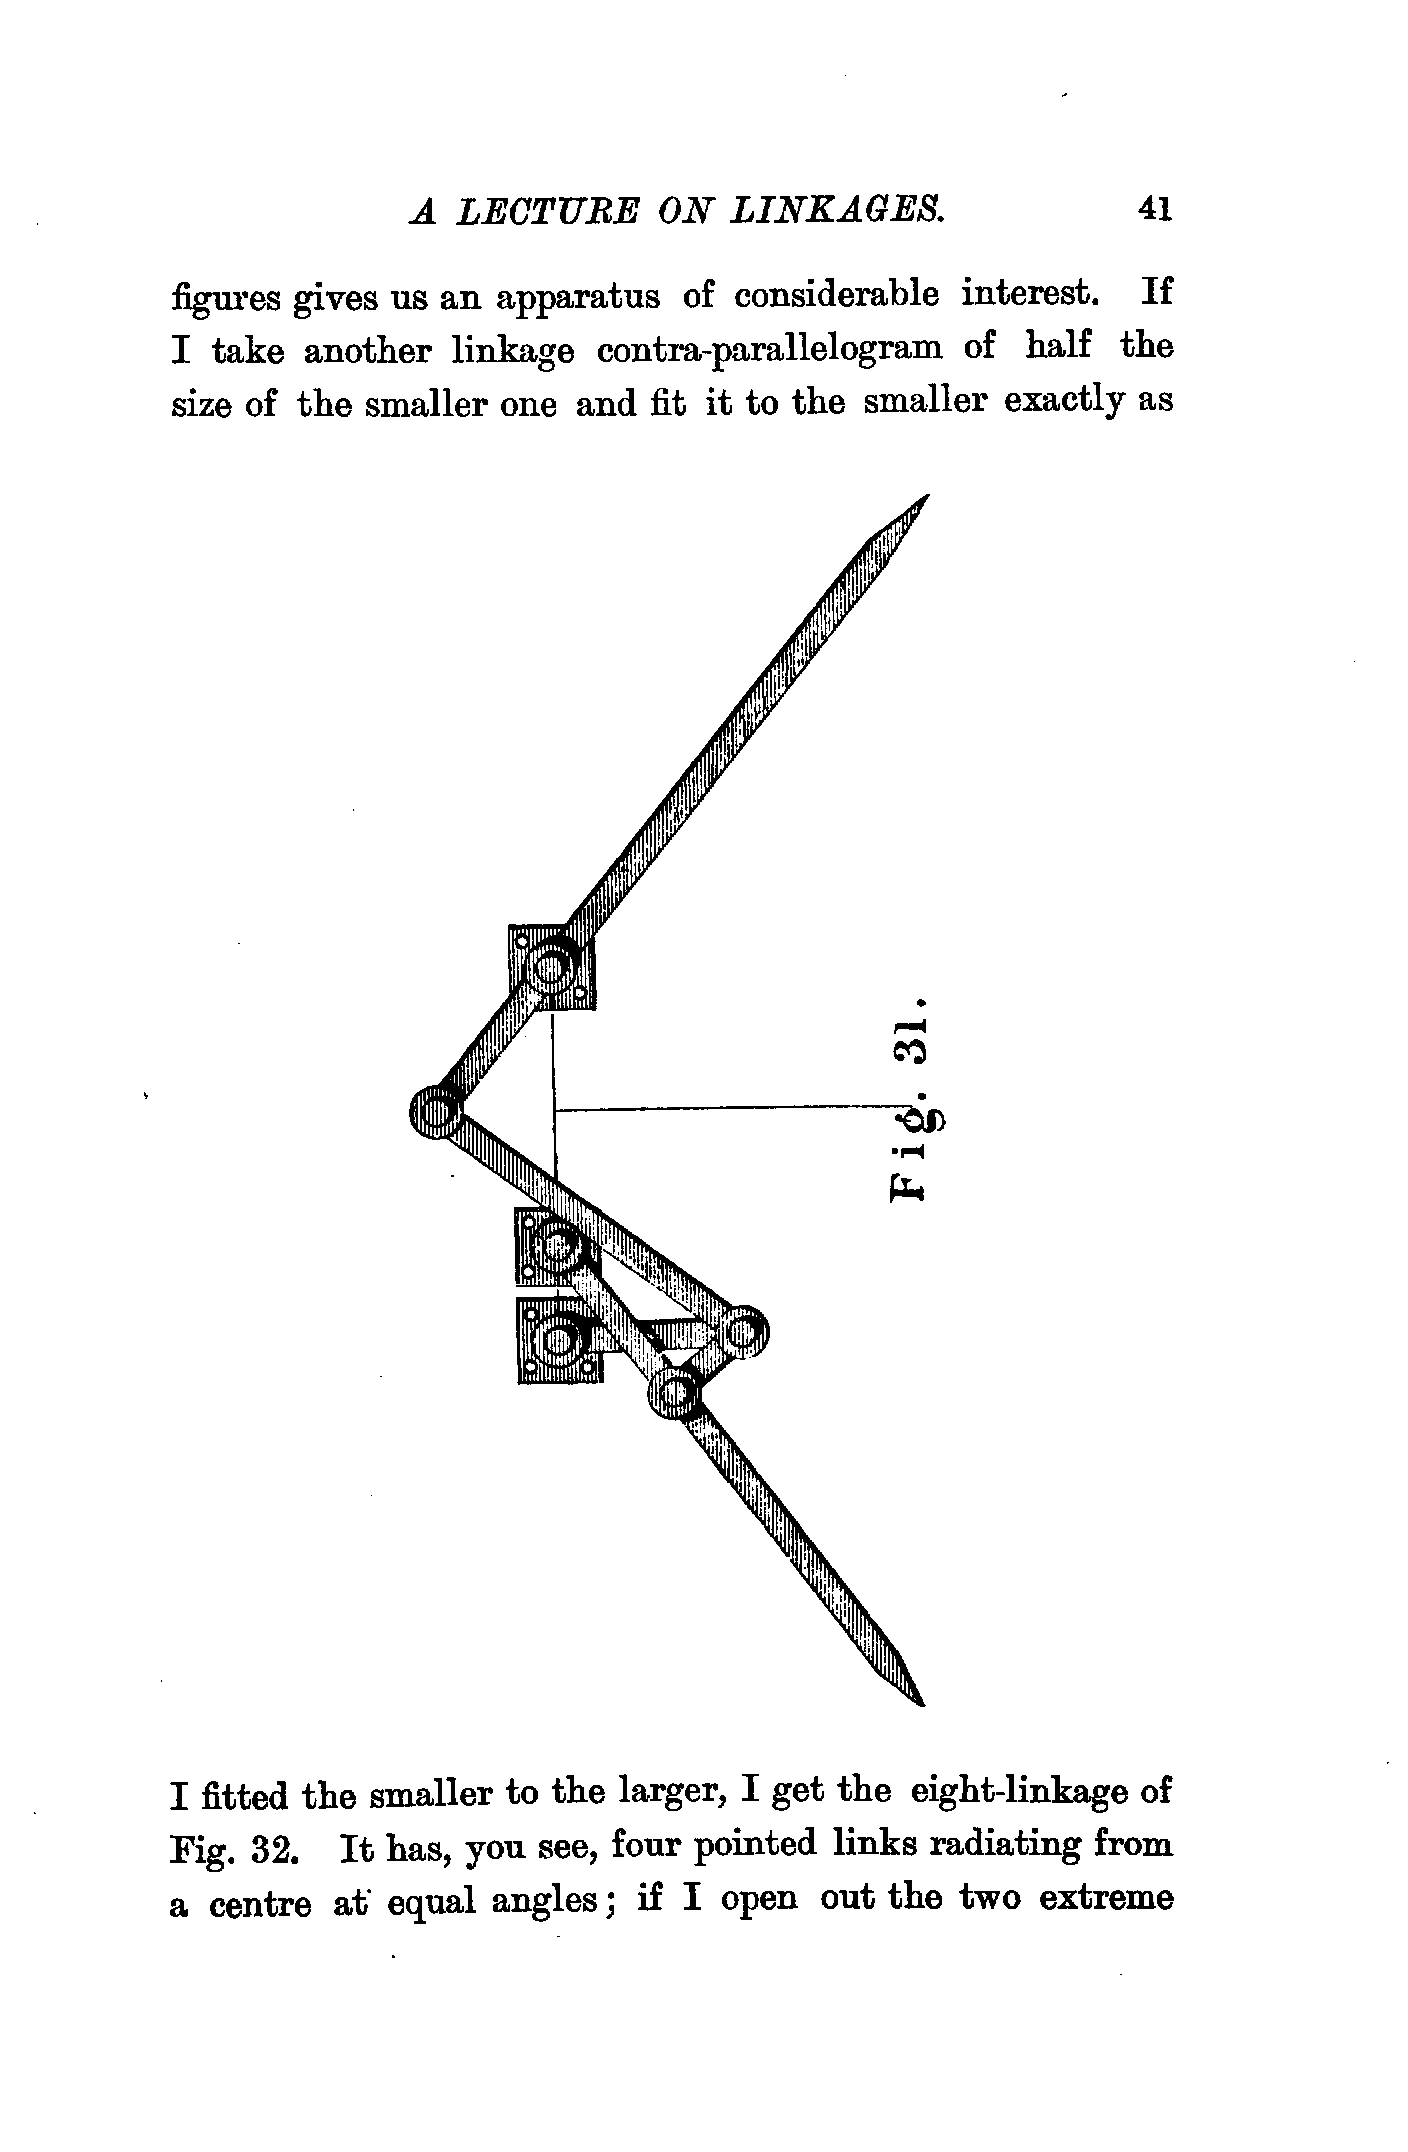 A LECTURE ON LINKAGES. 41
figures gives us an apparatus of considerable interest. If
I take another linkage contra-parallelogram of half the
size of the smaller one and fit it to the smaller exactly as
Fig. 31.
I fitted the smaller to the larger, I get the eight-linkage of
Fig. 32. It has, you see, four pointed links radiating from
a centre at equal angles; if I open out the two extreme